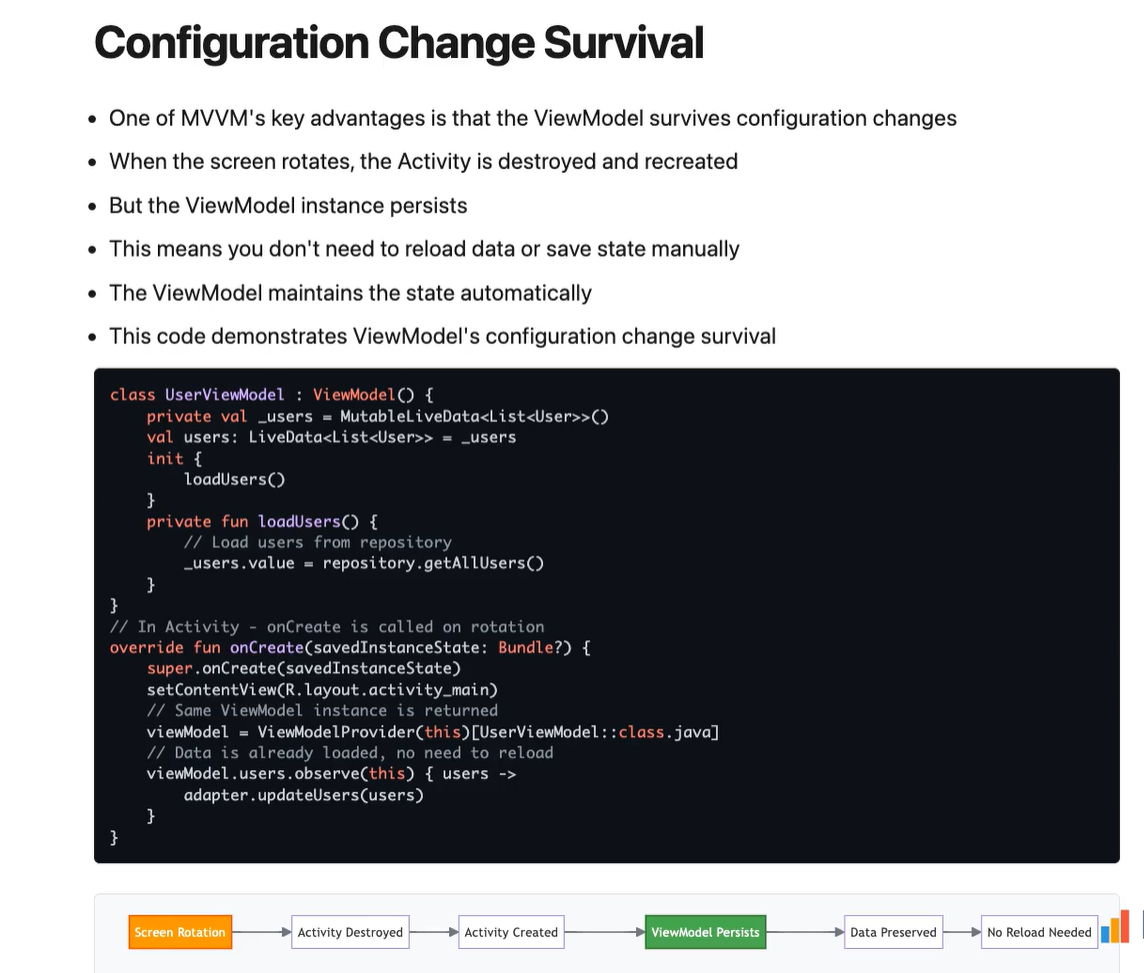 Configuration Change Survival
• One of MVVM's key advantages is that the ViewModel survives configuration changes
• When the screen rotates, the Activity is destroyed and recreated
• But the ViewModel instance persists
• This means you don't need to reload data or save state manually
• The ViewModel maintains the state automatically
• This code demonstrates ViewModel's configuration change survival
class UserViewModel : ViewModel() {
    private val _users = MutableLiveData<List<User>>()
    val users: LiveData<List<User>> = _users
    init {
        loadUsers()
    }
    private fun loadUsers() {
        // Load users from repository
        _users.value = repository.getAllUsers()
    }
}
// In Activity - onCreate is called on rotation
override fun onCreate(savedInstanceState: Bundle?) {
    super.onCreate(savedInstanceState)
    setContentView(R.layout.activity_main)
    // Same ViewModel instance is returned
    viewModel = ViewModelProvider(this)[UserViewModel::class.java]
    // Data is already loaded, no need to reload
    viewModel.users.observe(this) { users ->
        adapter.updateUsers(users)
    }
}
Screen Rotation Activity Destroyed Activity Created ViewModel Persists Data Preserved No Reload Needed